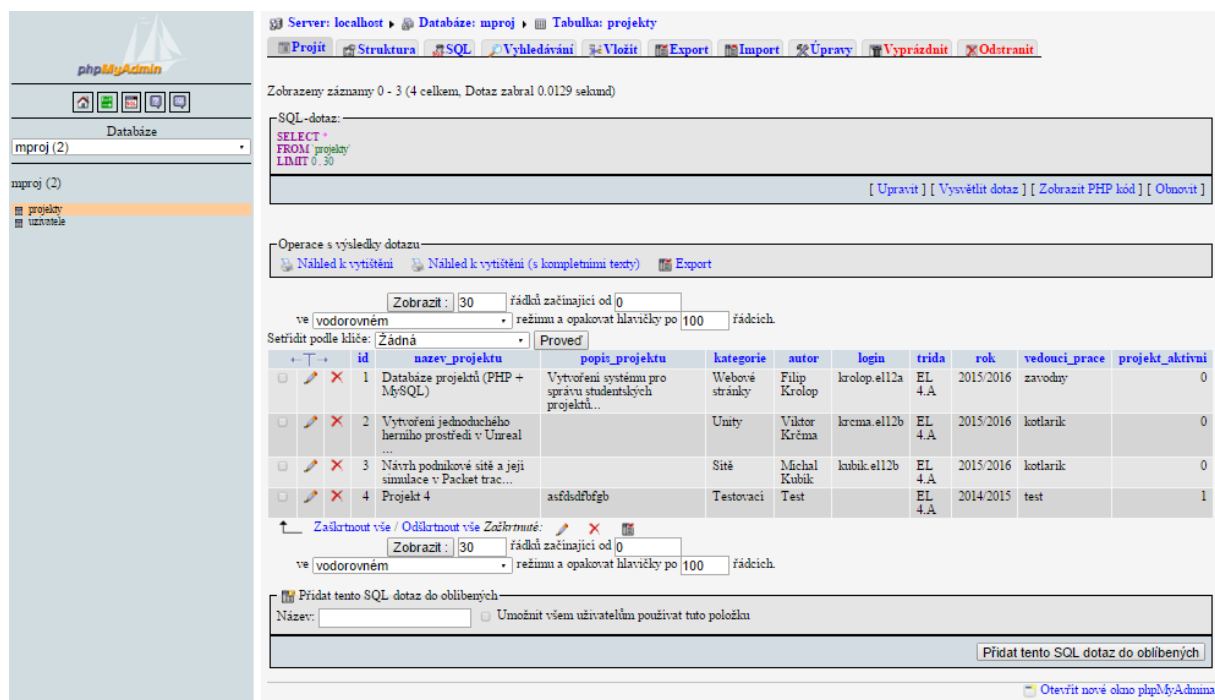 Server: localhost ▸ Databáze: mproj ▸ Tabulka: projekty
Projít Struktura SQL Vyhledávání Vložit Export Import Úpravy Vyprázdnit Odstranit
phpMyAdmin
Databáze
mproj (2)
mproj (2)
projekty
uzivatele
Zobrazeny záznamy 0 - 3 (4 celkem, Dotaz zabral 0.0129 sekund)
SQL-dotaz:
SELECT *
FROM `projekty`
LIMIT 0 , 30
[ Upravit ] [ Vysvětlit dotaz ] [ Zobrazit PHP kód ] [ Obnovit ]
Operace s výsledky dotazu
Náhled k vytištění Náhled k vytištění (s kompletními texty) Export
Zobrazit : 30 řádků začínající od 0
ve vodorovném režimu a opakovat hlavičky po 100 řádcích.
Setřídit podle klíče: Žádná Proveď
←T→ id nazev_projektu popis_projektu kategorie autor login trida rok vedouci_prace projekt_aktivni
1 Databáze projektů (PHP + Vytvoření systému pro Webové Filip krolop.el12a EL 2015/2016 zavodny 0
MySQL) správu studentských stránky Krolop 4.A
projektů...
2 Vytvoření jednoduchého Unity Viktor krcma.el12b EL 2015/2016 kotlarik 0
herního prostředí v Unreal Krčma 4.A
...
3 Návrh podnikové sítě a její Sítě Michal kubik.el12b EL 2015/2016 kotlarik 0
simulace v Packet trac... Kubík 4.A
4 Projekt 4 asfdsdfbfgb Testovací Test EL 2014/2015 test 1
4.A
Zaškrtnout vše / Odškrtnout vše Zaškrtnuté:
Zobrazit : 30 řádků začínající od 0
ve vodorovném režimu a opakovat hlavičky po 100 řádcích.
Přidat tento SQL dotaz do oblíbených
Název: Umožnit všem uživatelům používat tuto položku
Přidat tento SQL dotaz do oblíbených
Otevřít nové okno phpMyAdmina